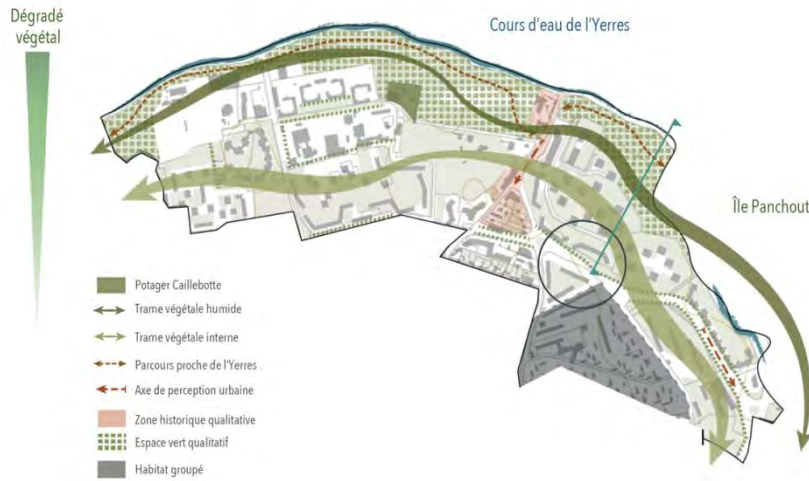 Dégradé
végétal
Cours d'eau de l'Yerres
Île Panchout
Potager Caillebotte
Trame végétale humide
Trame végétale interne
Parcours proche de l'Yerres
Axe de perception urbaine
Zone historique qualitative
Espace vert qualitatif
Habitat groupé